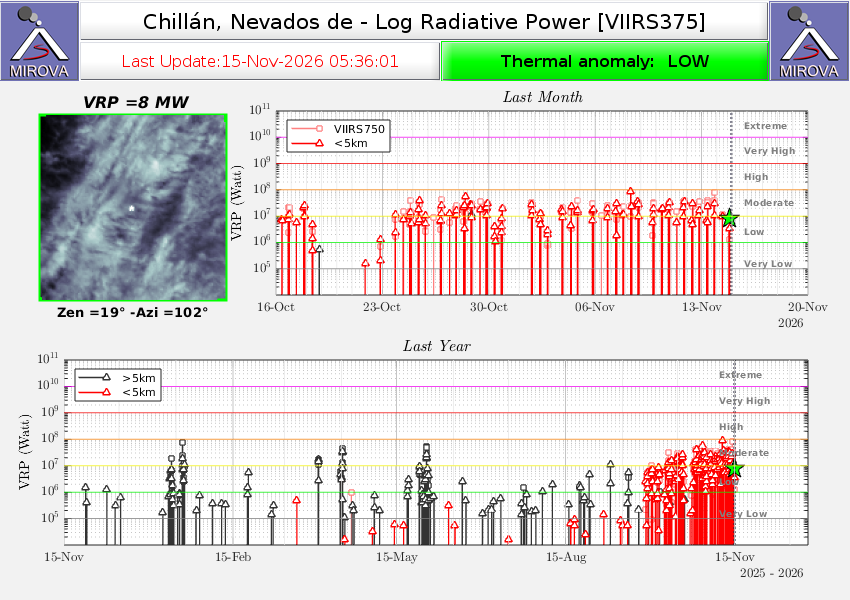 Chillán, Nevados de - Log Radiative Power [VIIRS375]
MIROVA
Last Update:15-Nov-2026 05:36:01
Thermal anomaly: LOW
MIROVA
VRP =8 MW
Zen =19° -Azi =102°
Last Month
VRP (Watt)
10^11
10^10
10^9
10^8
10^7
10^6
10^5
VIIRS750
<5km
Extreme
Very High
High
Moderate
Low
Very Low
16-Oct 23-Oct 30-Oct 06-Nov 13-Nov 20-Nov
2026
Last Year
VRP (Watt)
10^11
10^10
10^9
10^8
10^7
10^6
10^5
>5km
<5km
Extreme
Very High
High
Moderate
Low
Very Low
15-Nov 15-Feb 15-May 15-Aug 15-Nov
2025 - 2026